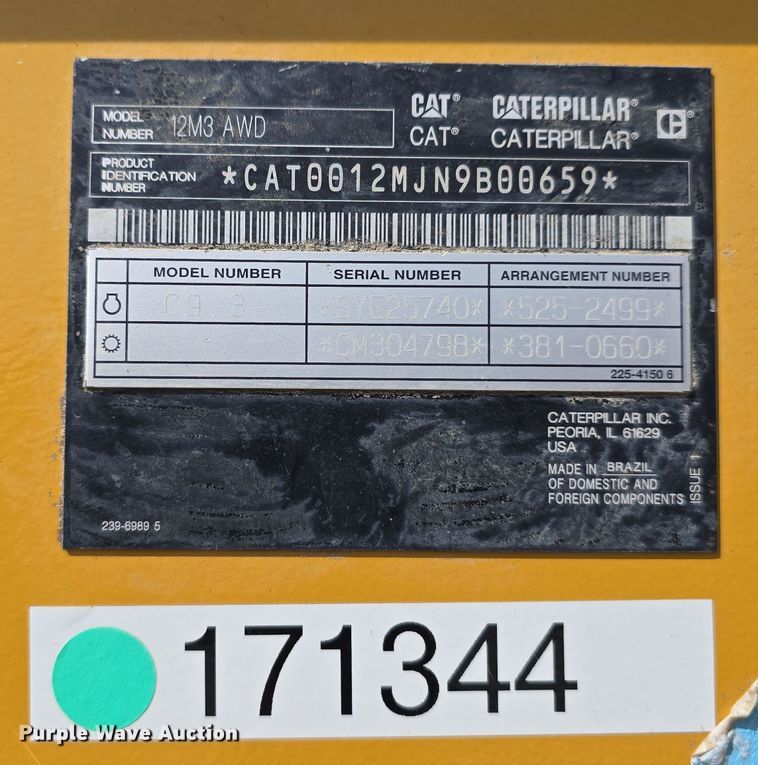 MODEL NUMBER 12M3 AWD
CAT® CATERPILLAR®
CAT® CATERPILLAR®
PRODUCT IDENTIFICATION NUMBER *CAT0012MJN9B00659*
MODEL NUMBER SERIAL NUMBER ARRANGEMENT NUMBER
C9.3 *SYE25740* *525-2499*
*CM304798* *381-0660*
225-4150 6
CATERPILLAR INC.
PEORIA, IL 61629
USA
MADE IN BRAZIL
OF DOMESTIC AND
FOREIGN COMPONENTS
ISSUE 1
239-6989 5
171344
Purple Wave Auction